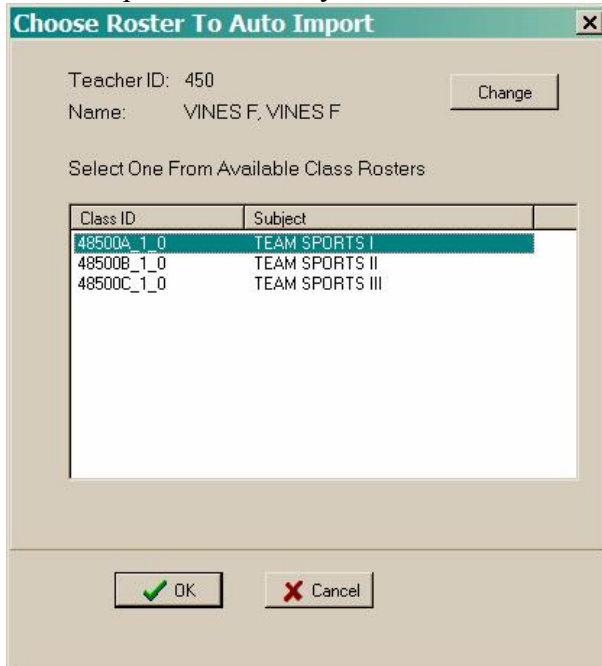 Choose Roster To Auto Import
Teacher ID: 450
Change
Name: VINES F, VINES F
Select One From Available Class Rosters
Class ID Subject
48500A_1_0 TEAM SPORTS I
48500B_1_0 TEAM SPORTS II
48500C_1_0 TEAM SPORTS III
OK Cancel